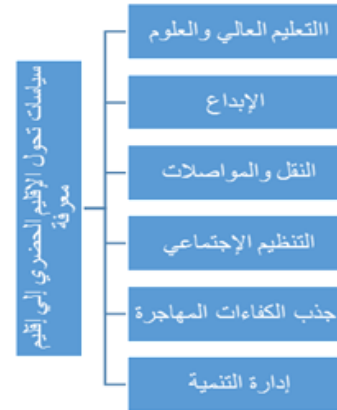 سياسات تحول الإقليم الحضري إلي إقليم
معرفة
االتعليم العالي والعلوم
الإبداع
النقل والمواصلات
التنظيم الإجتماعي
جذب الكفاءات المهاجرة
إدارة التنمية